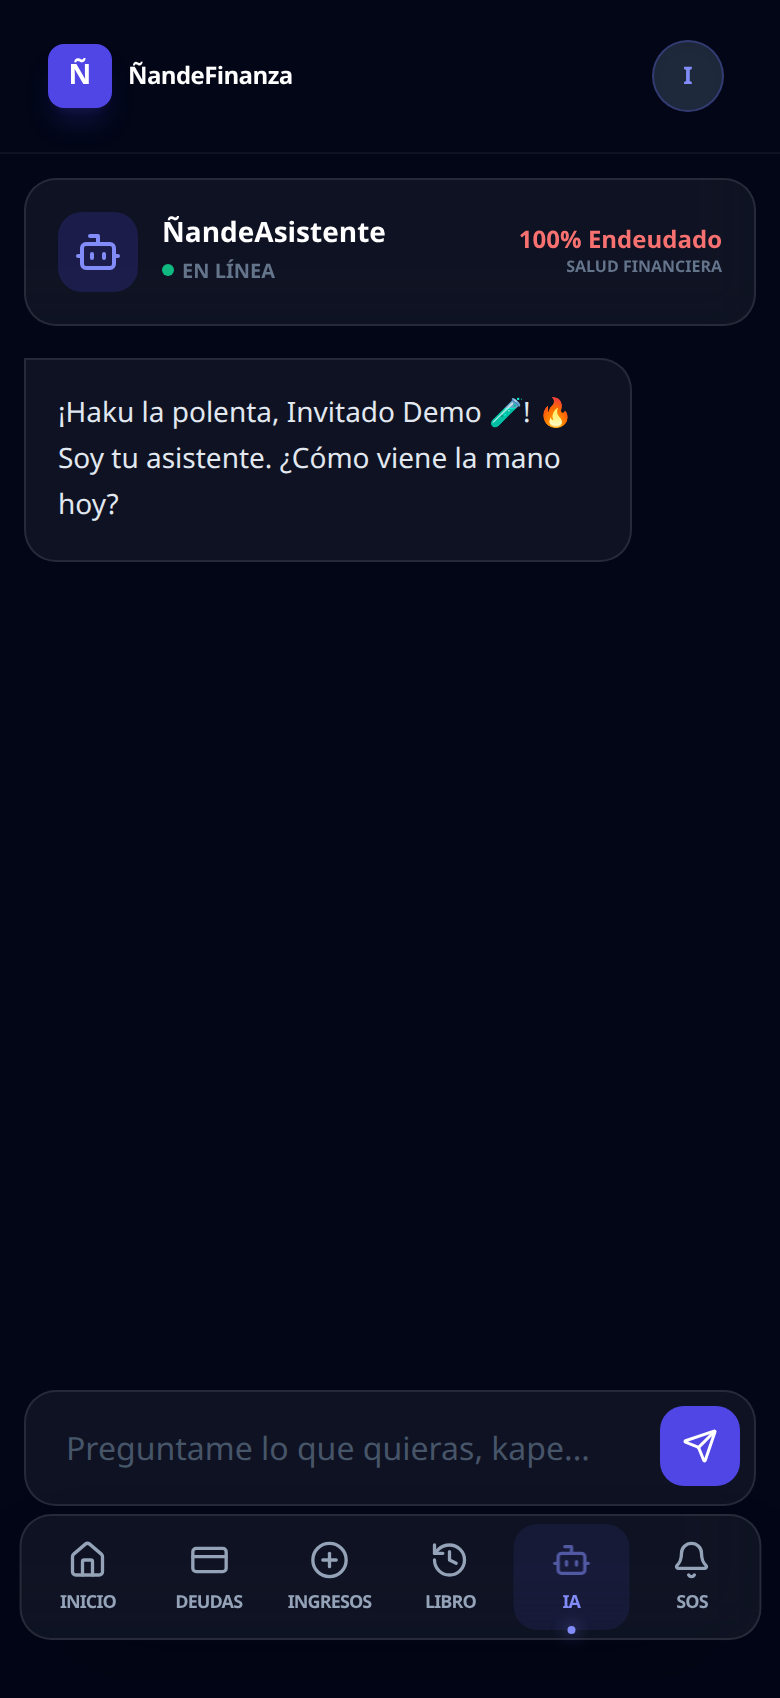 Ñ ÑandeFinanza I
ÑandeAsistente
EN LÍNEA
100% Endeudado
SALUD FINANCIERA
¡Haku la polenta, Invitado Demo 🧪! 🔥
Soy tu asistente. ¿Cómo viene la mano
hoy?
Preguntame lo que quieras, kape...
INICIO DEUDAS INGRESOS LIBRO IA SOS